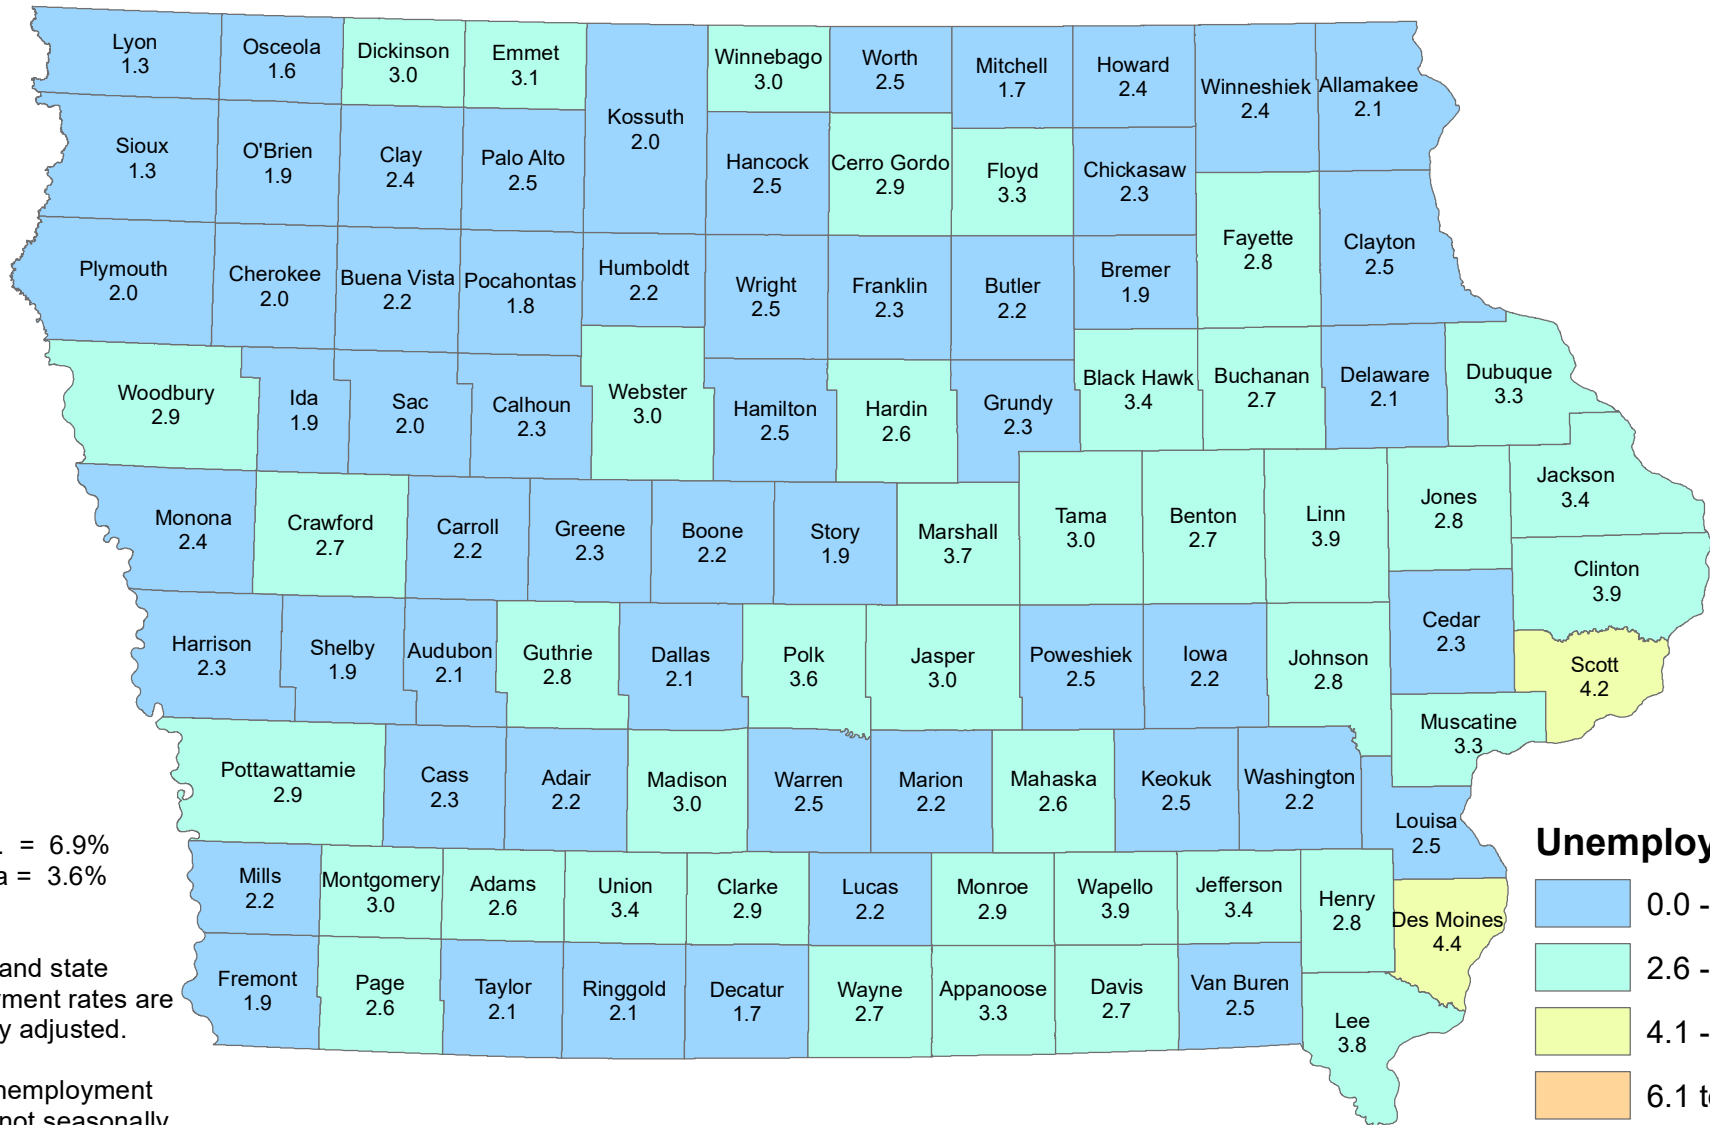 Lyon
1.3
Osceola
1.6
Dickinson
3.0
Emmet
3.1
Kossuth
2.0
Winnebago
3.0
Worth
2.5
Mitchell
1.7
Howard
2.4
Winneshiek
2.4
Allamakee
2.1
Sioux
1.3
O'Brien
1.9
Clay
2.4
Palo Alto
2.5
Hancock
2.5
Cerro Gordo
2.9
Floyd
3.3
Chickasaw
2.3
Fayette
2.8
Clayton
2.5
Plymouth
2.0
Cherokee
2.0
Buena Vista
2.2
Pocahontas
1.8
Humboldt
2.2
Wright
2.5
Franklin
2.3
Butler
2.2
Bremer
1.9
Woodbury
2.9
Ida
1.9
Sac
2.0
Calhoun
2.3
Webster
3.0
Hamilton
2.5
Hardin
2.6
Grundy
2.3
Black Hawk
3.4
Buchanan
2.7
Delaware
2.1
Dubuque
3.3
Monona
2.4
Crawford
2.7
Carroll
2.2
Greene
2.3
Boone
2.2
Story
1.9
Marshall
3.7
Tama
3.0
Benton
2.7
Linn
3.9
Jones
2.8
Jackson
3.4
Clinton
3.9
Harrison
2.3
Shelby
1.9
Audubon
2.1
Guthrie
2.8
Dallas
2.1
Polk
3.6
Jasper
3.0
Poweshiek
2.5
Iowa
2.2
Johnson
2.8
Cedar
2.3
Scott
4.2
Muscatine
3.3
Pottawattamie
2.9
Cass
2.3
Adair
2.2
Madison
3.0
Warren
2.5
Marion
2.2
Mahaska
2.6
Keokuk
2.5
Washington
2.2
Louisa
2.5
Mills
2.2
Montgomery
3.0
Adams
2.6
Union
3.4
Clarke
2.9
Lucas
2.2
Monroe
2.9
Wapello
3.9
Jefferson
3.4
Henry
2.8
Des Moines
4.4
Fremont
1.9
Page
2.6
Taylor
2.1
Ringgold
2.1
Decatur
1.7
Wayne
2.7
Appanoose
3.3
Davis
2.7
Van Buren
2.5
Lee
3.8
. = 6.9%
a = 3.6%
and state
yment rates are
y adjusted.
nemployment
not seasonally
Unemploy
0.0 -
2.6 -
4.1 -
6.1 to